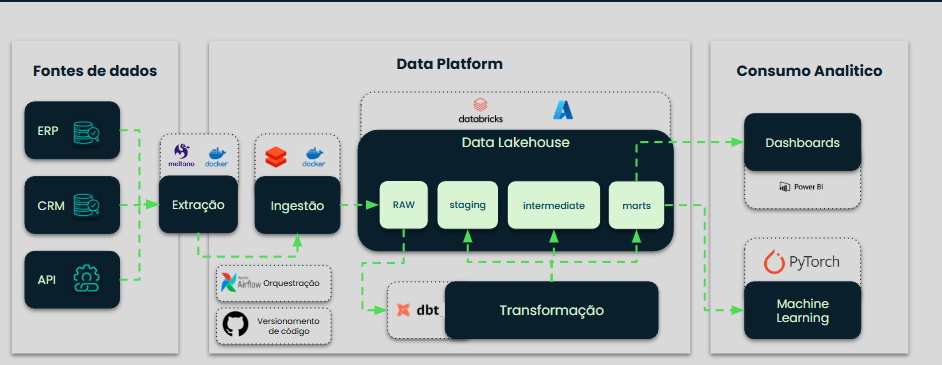 Fontes de dados
ERP
CRM
API
Data Platform
meltano
docker
Extração
docker
Ingestão
databricks
Data Lakehouse
RAW
staging
intermediate
marts
Apache
Airflow
Orquestração
Versionamento
de código
dbt
Transformação
Consumo Analitico
Dashboards
Power BI
PyTorch
Machine
Learning